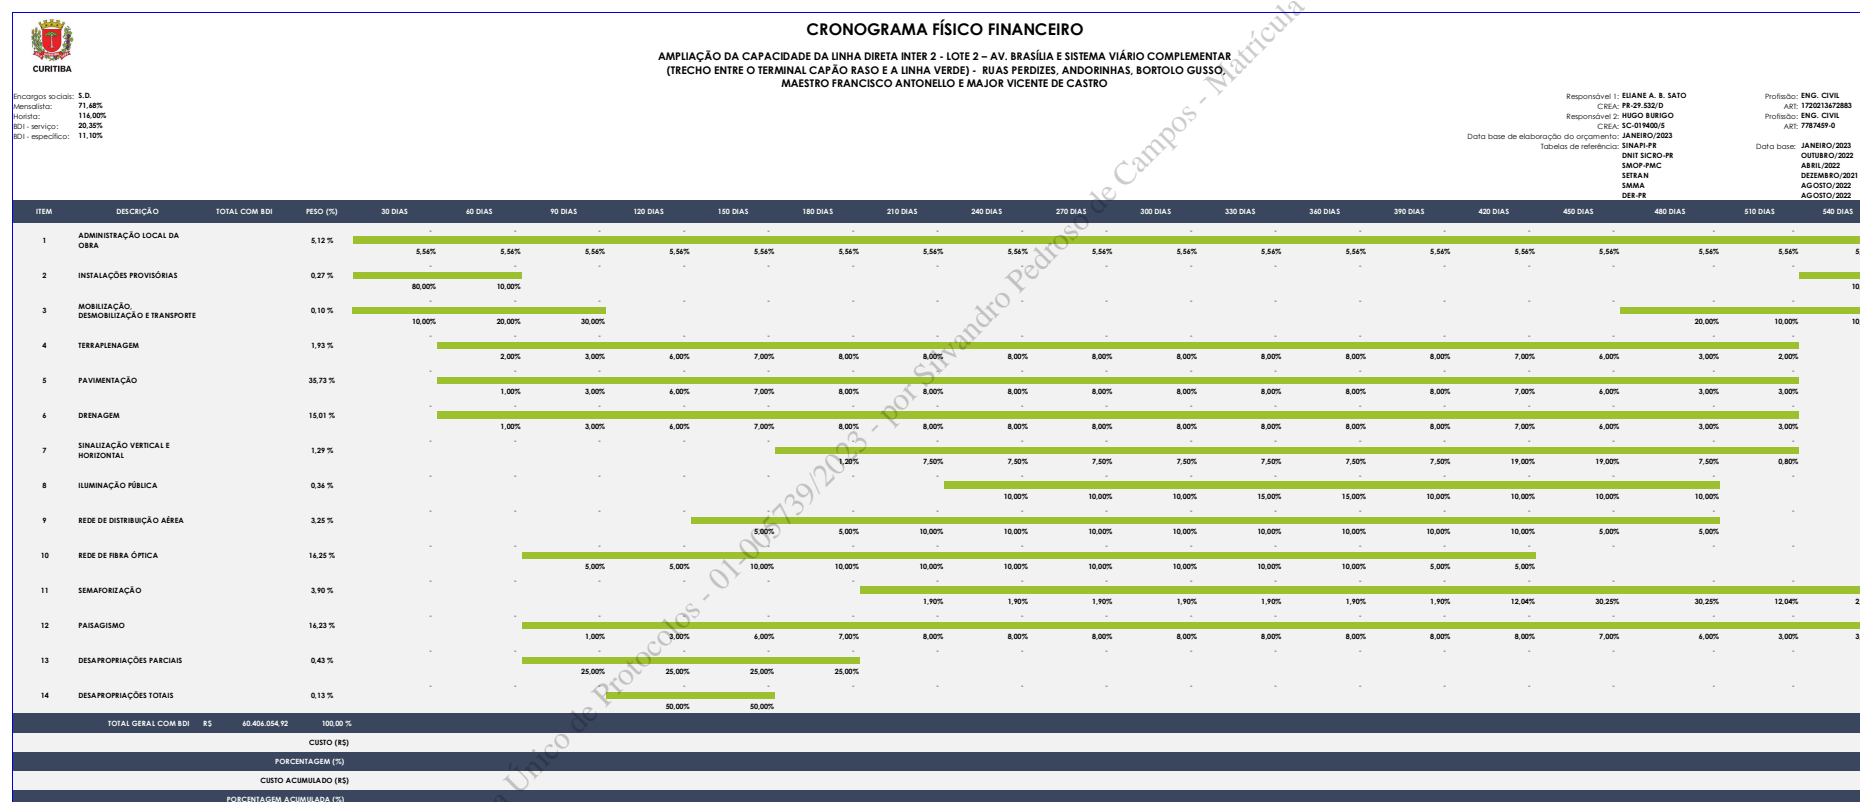 CURITIBA
CRONOGRAMA FÍSICO FINANCEIRO
AMPLIAÇÃO DA CAPACIDADE DA LINHA DIRETA INTER 2 - LOTE 2 – AV. BRASÍLIA E SISTEMA VIÁRIO COMPLEMENTAR
(TRECHO ENTRE O TERMINAL CAPÃO RASO E A LINHA VERDE) - RUAS PERDIZES, ANDORINHAS, BORTOLO GUSSO,
MAESTRO FRANCISCO ANTONELLO E MAJOR VICENTE DE CASTRO
Encargos sociais: S.D.
Mensalista: 71,68%
Horista: 116,00%
BDI - serviço: 20,35%
BDI - específico: 11,10%
Responsável 1: ELIANE A. B. SATO Profissão: ENG. CIVIL
CREA: PR-29.532/D ART: 1720213672883
Responsável 2: HUGO BURIGO Profissão: ENG. CIVIL
CREA: SC-019400/5 ART: 7787459-0
Data base de elaboração do orçamento: JANEIRO/2023
Tabelas de referência: SINAPI-PR Data base: JANEIRO/2023
DNIT SICRO-PR OUTUBRO/2022
SMOP-PMC ABRIL/2022
SETRAN DEZEMBRO/2021
SMMA AGOSTO/2022
DER-PR AGOSTO/2022
ITEM DESCRIÇÃO TOTAL COM BDI PESO (%) 30 DIAS 60 DIAS 90 DIAS 120 DIAS 150 DIAS 180 DIAS 210 DIAS 240 DIAS 270 DIAS 300 DIAS 330 DIAS 360 DIAS 390 DIAS 420 DIAS 450 DIAS 480 DIAS 510 DIAS 540 DIAS
1 ADMINISTRAÇÃO LOCAL DA OBRA 5,12 %
5,56% 5,56% 5,56% 5,56% 5,56% 5,56% 5,56% 5,56% 5,56% 5,56% 5,56% 5,56% 5,56% 5,56% 5,56% 5,56% 5,56% 5,
2 INSTALAÇÕES PROVISÓRIAS 0,27 %
80,00% 10,00% 10,
3 MOBILIZAÇÃO, DESMOBILIZAÇÃO E TRANSPORTE 0,10 %
10,00% 20,00% 30,00% 20,00% 10,00% 10,
4 TERRAPLENAGEM 1,93 %
2,00% 3,00% 6,00% 7,00% 8,00% 8,00% 8,00% 8,00% 8,00% 8,00% 8,00% 8,00% 7,00% 6,00% 3,00% 2,00%
5 PAVIMENTAÇÃO 35,73 %
1,00% 3,00% 6,00% 7,00% 8,00% 8,00% 8,00% 8,00% 8,00% 8,00% 8,00% 8,00% 7,00% 6,00% 3,00% 3,00%
6 DRENAGEM 15,01 %
1,00% 3,00% 6,00% 7,00% 8,00% 8,00% 8,00% 8,00% 8,00% 8,00% 8,00% 8,00% 7,00% 6,00% 3,00% 3,00%
7 SINALIZAÇÃO VERTICAL E HORIZONTAL 1,29 %
1,20% 7,50% 7,50% 7,50% 7,50% 7,50% 7,50% 7,50% 19,00% 19,00% 7,50% 0,80%
8 ILUMINAÇÃO PÚBLICA 0,36 %
10,00% 10,00% 10,00% 15,00% 15,00% 10,00% 10,00% 10,00% 10,00%
9 REDE DE DISTRIBUIÇÃO AÉREA 3,25 %
5,00% 5,00% 10,00% 10,00% 10,00% 10,00% 10,00% 10,00% 10,00% 10,00% 5,00% 5,00%
10 REDE DE FIBRA ÓPTICA 16,25 %
5,00% 5,00% 10,00% 10,00% 10,00% 10,00% 10,00% 10,00% 10,00% 10,00% 5,00% 5,00%
11 SEMAFORIZAÇÃO 3,90 %
1,90% 1,90% 1,90% 1,90% 1,90% 1,90% 1,90% 12,04% 30,25% 30,25% 12,04% 2,
12 PAISAGISMO 16,23 %
1,00% 3,00% 6,00% 7,00% 8,00% 8,00% 8,00% 8,00% 8,00% 8,00% 8,00% 8,00% 7,00% 6,00% 3,00% 3,
13 DESAPROPRIAÇÕES PARCIAIS 0,43 %
25,00% 25,00% 25,00% 25,00%
14 DESAPROPRIAÇÕES TOTAIS 0,13 %
50,00% 50,00%
TOTAL GERAL COM BDI R$ 60.406.054,92 100,00 %
CUSTO (R$)
PORCENTAGEM (%)
CUSTO ACUMULADO (R$)
PORCENTAGEM ACUMULADA (%)
a Único de Protocolos - 01-005739/2023 - por Silvandro Pedroso de Campos - Matrícula